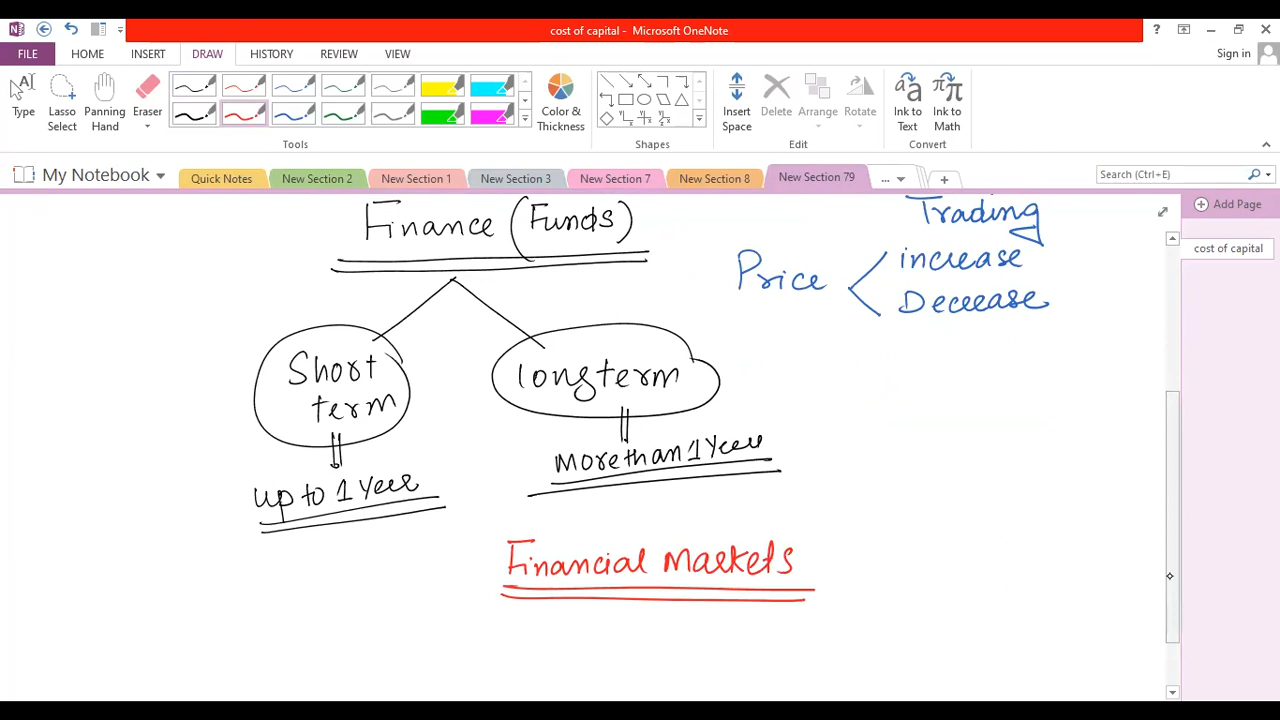 cost of capital - Microsoft OneNote
FILE HOME INSERT DRAW HISTORY REVIEW VIEW
Sign in
Type
Lasso Select
Panning Hand
Eraser
Color & Thickness
Insert Space
Delete
Arrange
Rotate
Ink to Text
Ink to Math
Tools
Shapes
Edit
Convert
My Notebook
Quick Notes
New Section 2
New Section 1
New Section 3
New Section 7
New Section 8
New Section 79
...
Search (Ctrl+E)
Add Page
cost of capital
Finance (Funds)
Trading
Price
increase
Decrease
Short term
longterm
up to 1 Year
more than 1 Year
Financial Markets